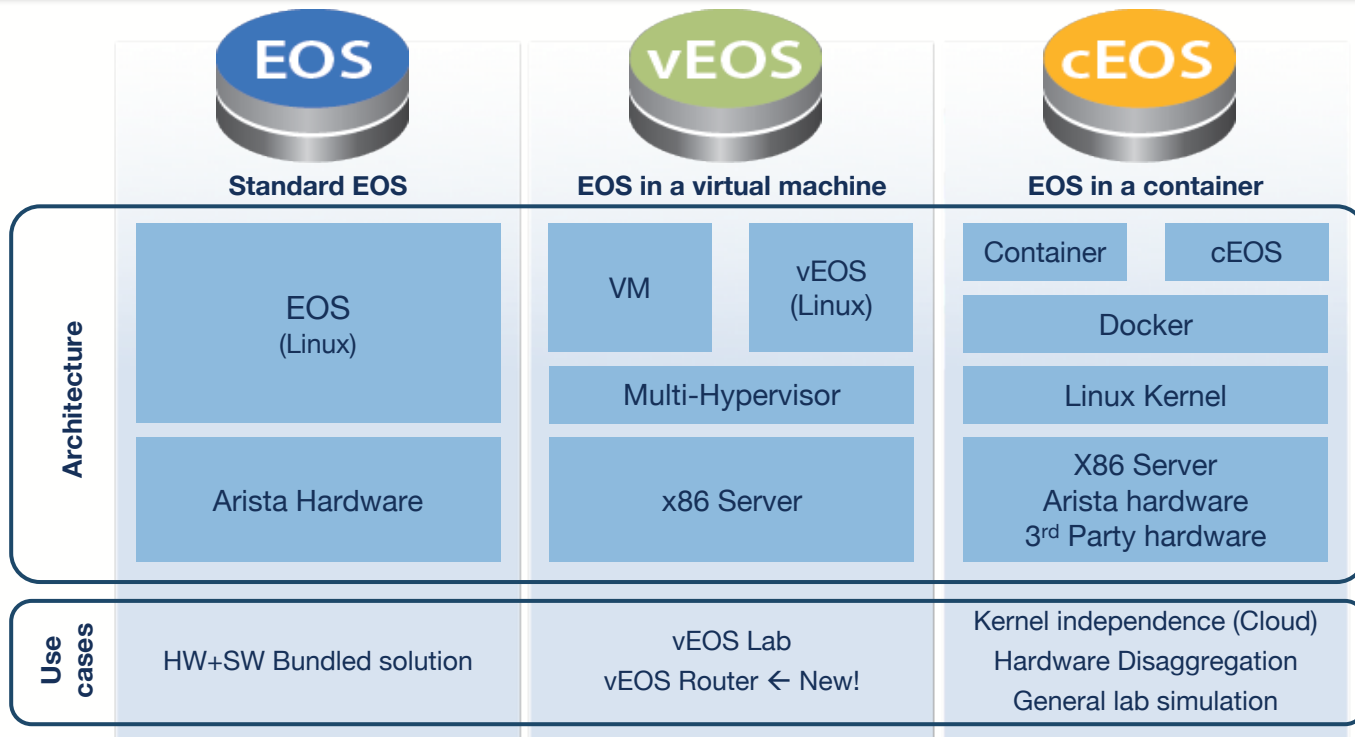 EOS
vEOS
cEOS
Standard EOS
EOS in a virtual machine
EOS in a container
Architecture
EOS
(Linux)
Arista Hardware
VM
vEOS
(Linux)
Multi-Hypervisor
x86 Server
Container
cEOS
Docker
Linux Kernel
X86 Server
Arista hardware
3rd Party hardware
Use
cases
HW+SW Bundled solution
vEOS Lab
vEOS Router ← New!
Kernel independence (Cloud)
Hardware Disaggregation
General lab simulation